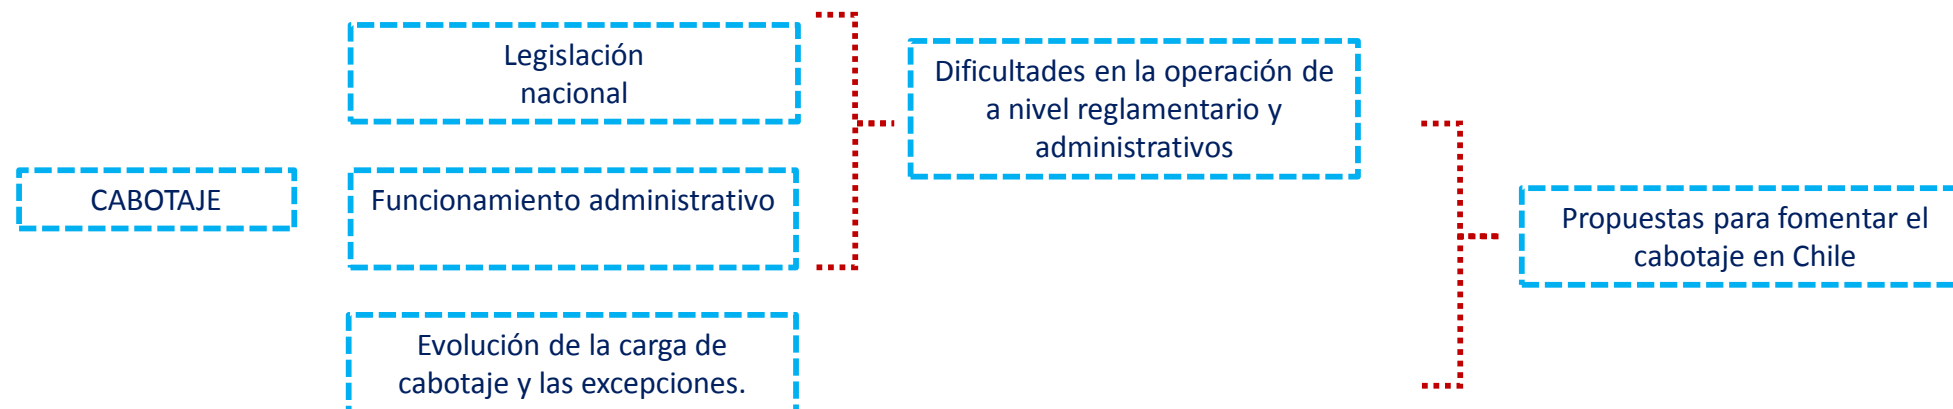 CABOTAJE
Legislación
nacional
Funcionamiento administrativo
Evolución de la carga de
cabotaje y las excepciones.
Dificultades en la operación de
a nivel reglamentario y
administrativos
Propuestas para fomentar el
cabotaje en Chile